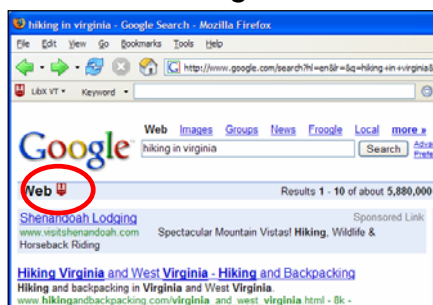 hiking in virginia - Google Search - Mozilla Firefox
File Edit View Go Bookmarks Tools Help
http://www.google.com/search?hl=en&lr=&q=hiking+in+virginia&
LibX VT Keyword
Web Images Groups News Froogle Local more »
Google hiking in virginia Search
Web Results 1 - 10 of about 5,880,000
Shenandoah Lodging Sponsored Link
www.visitshenandoah.com Spectacular Mountain Vistas! Hiking, Wildlife &
Horseback Riding
Hiking Virginia and West Virginia - Hiking and Backpacking
Hiking and backpacking in Virginia and West Virginia.
www.hikingandbackpacking.com/virginia_and_west_virginia.html - 8k -